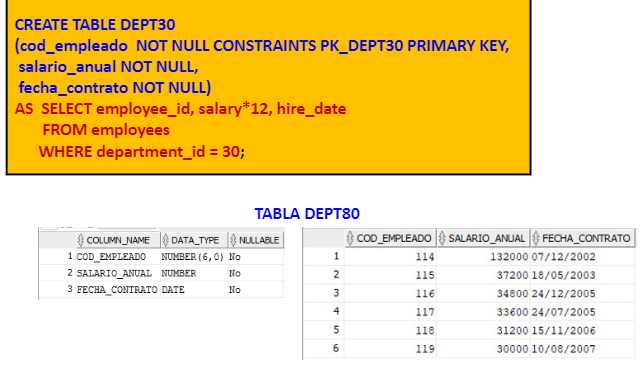 CREATE TABLE DEPT30
(cod_empleado  NOT NULL CONSTRAINTS PK_DEPT30 PRIMARY KEY,
salario_anual NOT NULL,
fecha_contrato NOT NULL)
AS  SELECT employee_id, salary*12, hire_date
FROM employees
WHERE department_id = 30;
TABLA DEPT80
COLUMN_NAME DATA_TYPE NULLABLE
1 COD_EMPLEADO NUMBER(6,0) No
2 SALARIO_ANUAL NUMBER No
3 FECHA_CONTRATO DATE No
COD_EMPLEADO SALARIO_ANUAL FECHA_CONTRATO
1 114 132000 07/12/2002
2 115 37200 18/05/2003
3 116 34800 24/12/2005
4 117 33600 24/07/2005
5 118 31200 15/11/2006
6 119 30000 10/08/2007